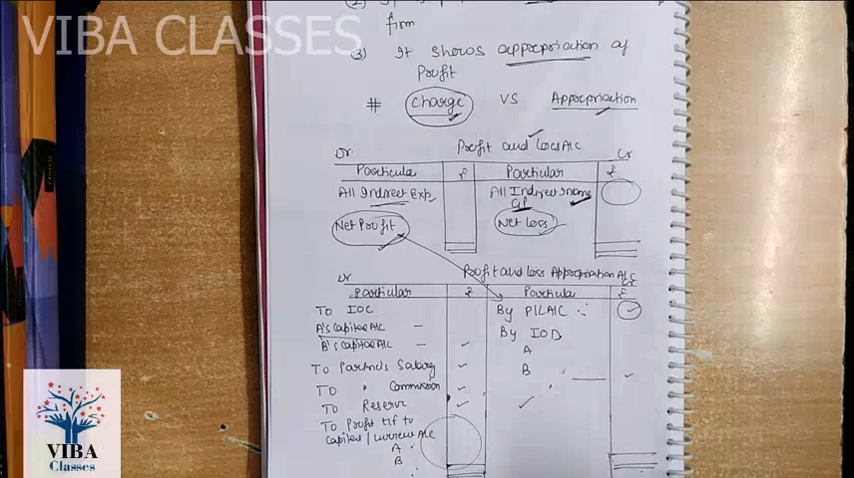 VIBA CLASSES
firm
(3) It shows appropriation of
Profit
# Charge VS Appropriation
Profit and Loss A/C
Dr Cr
Particular ₹ Particular ₹
All Indirect Exp. All Indirect Income
GP
Net Profit Net Loss
Profit and Loss Appropriation A/C
Dr Cr
Particular ₹ Particular ₹
To IOC By P/L A/C
A's Capital A/C By IOD
B's Capital A/C A
To Partner's Salary B
To " Commission
To Reserve
To Profit trf to
Capital/current A/C
A
B
VIBA
Classes